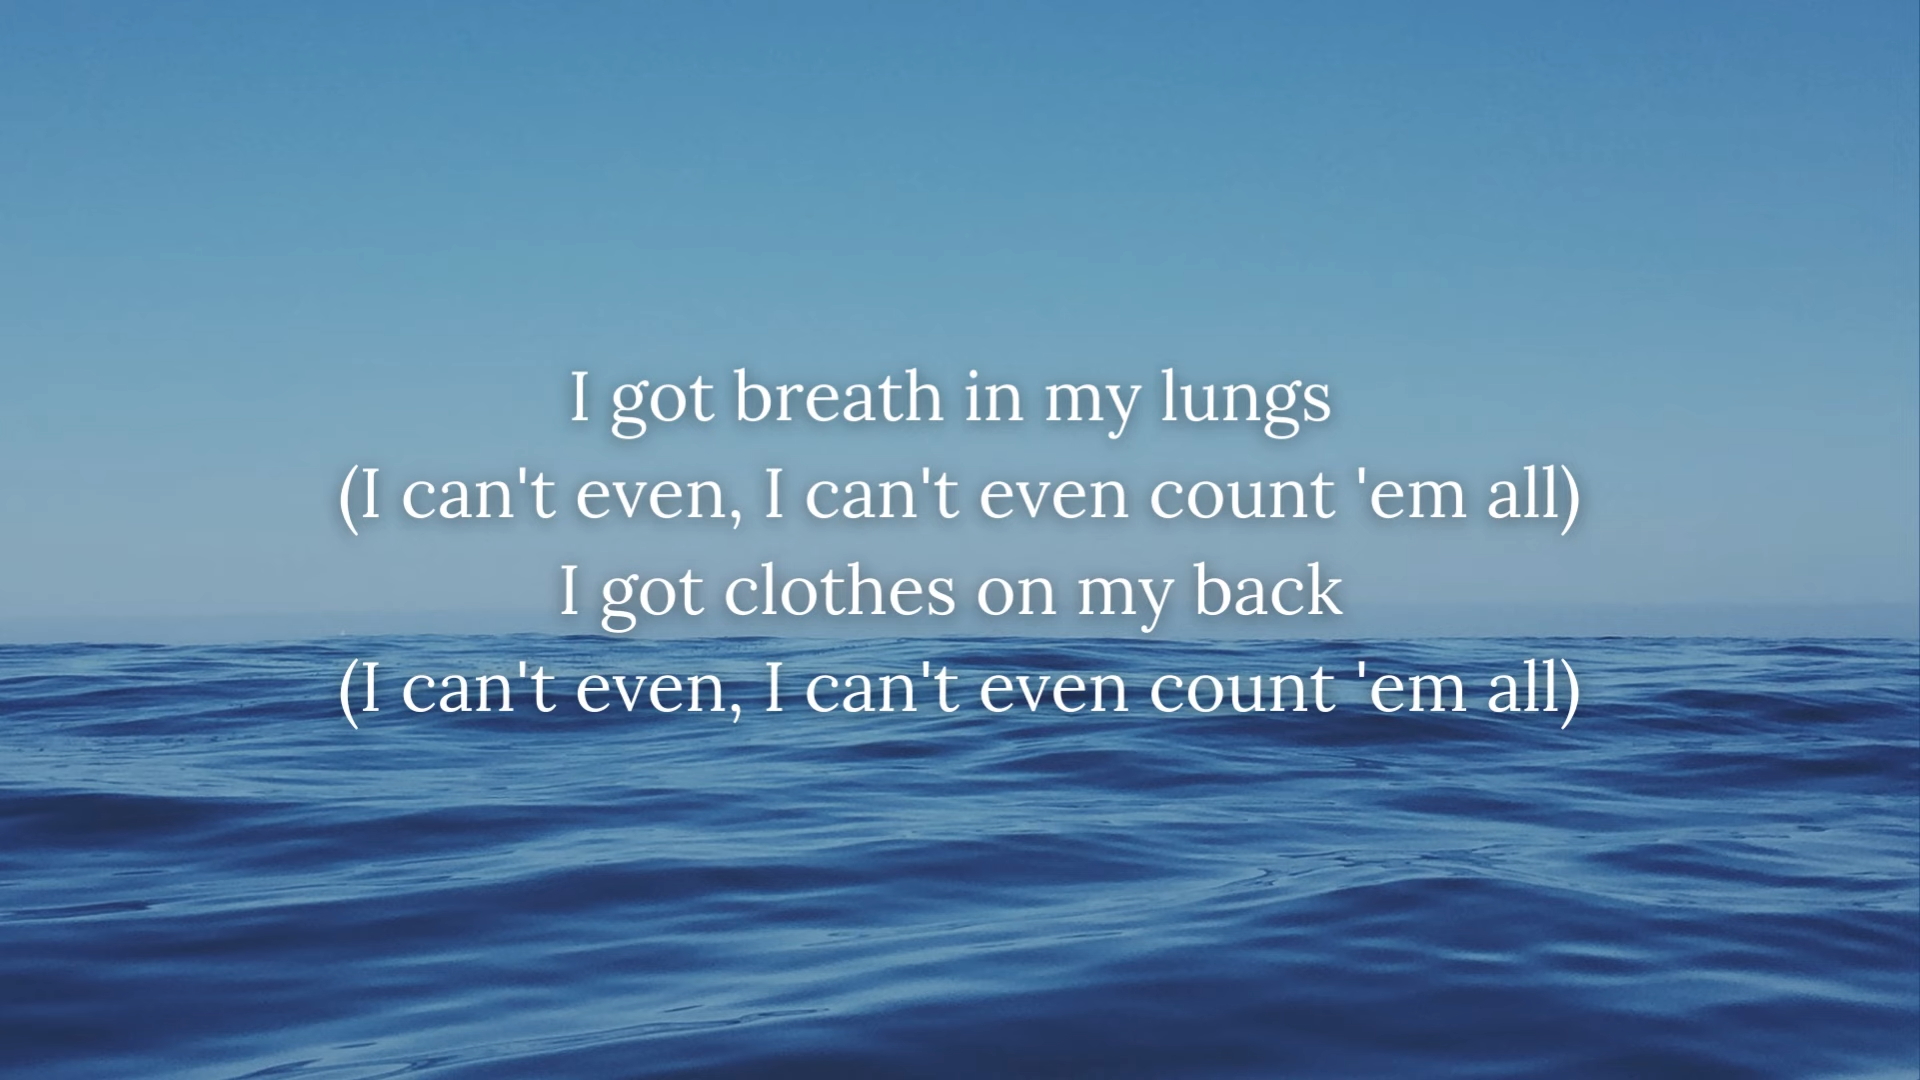 I got breath in my lungs
(I can't even, I can't even count 'em all)
I got clothes on my back
(I can't even, I can't even count 'em all)